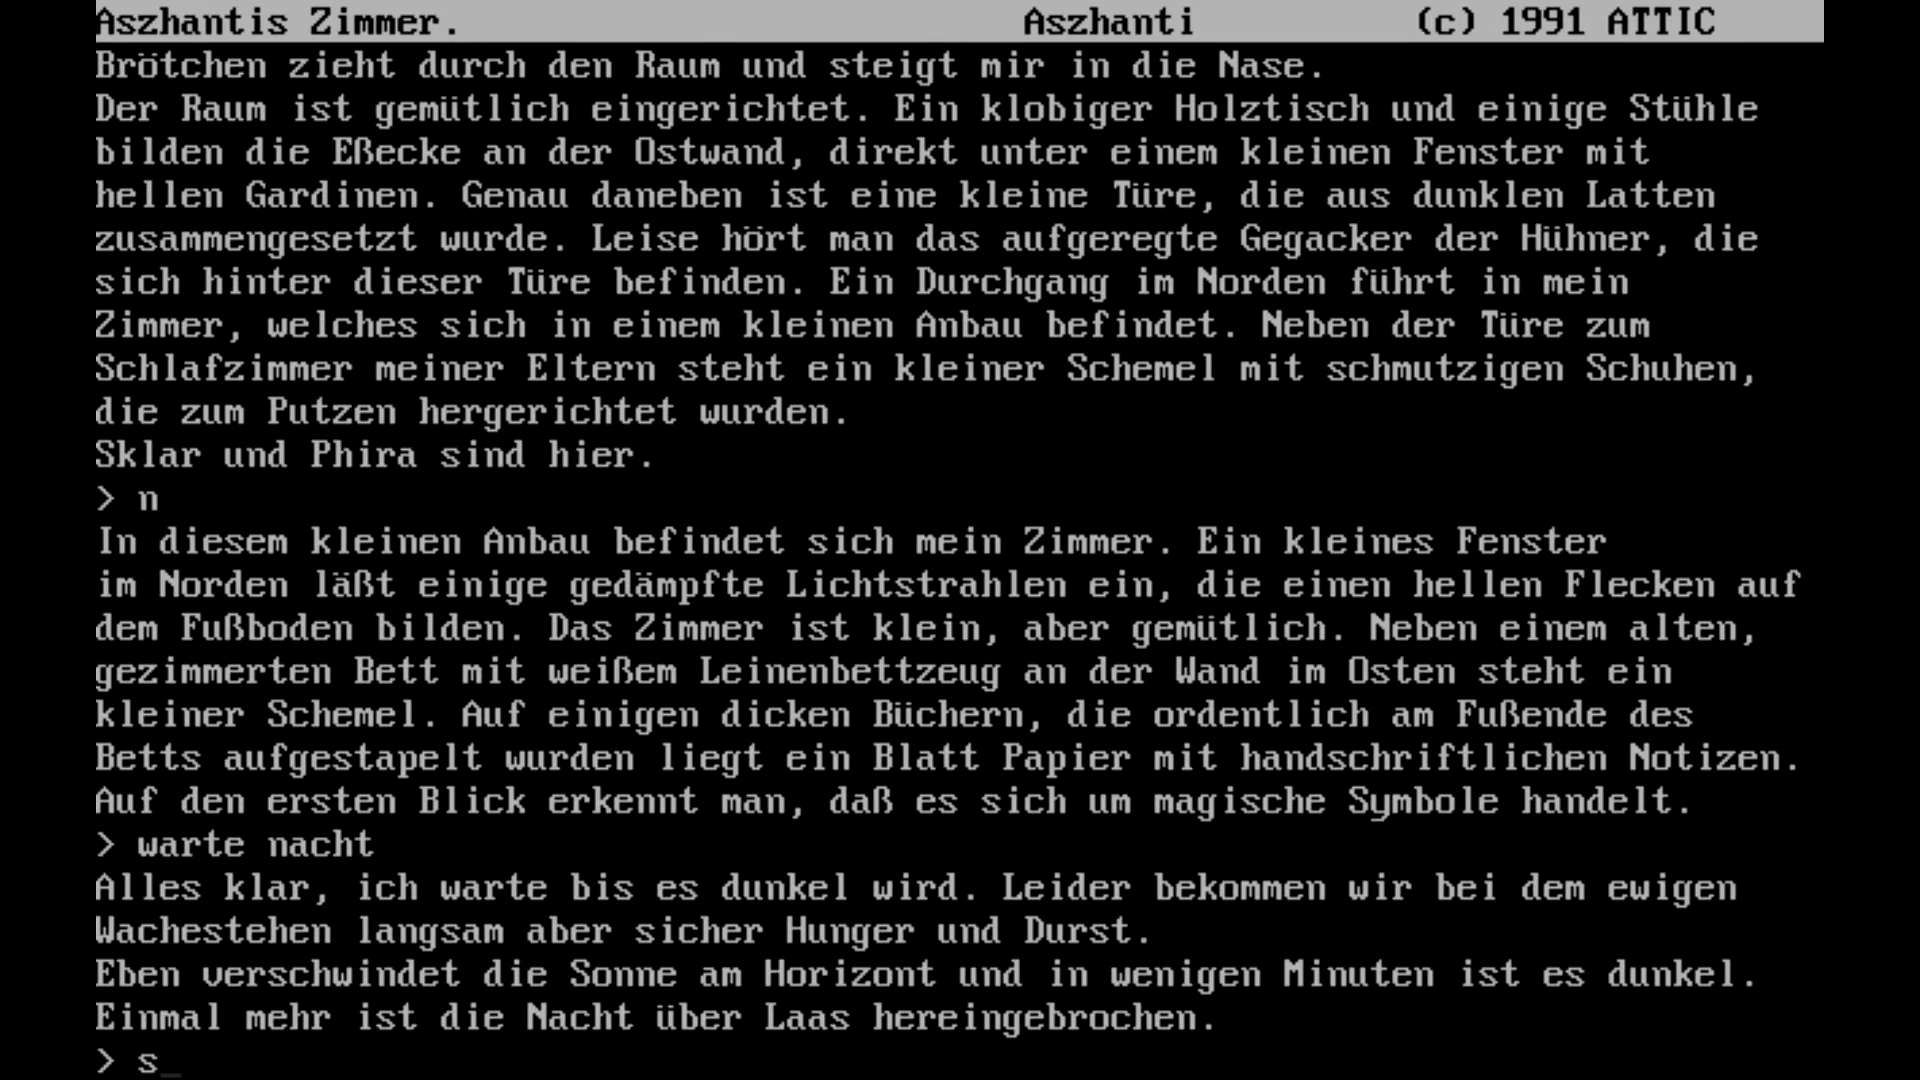 Aszhantis Zimmer. Aszhanti (c) 1991 ATTIC
Brötchen zieht durch den Raum und steigt mir in die Nase.
Der Raum ist gemütlich eingerichtet. Ein klobiger Holztisch und einige Stühle
bilden die Eßecke an der Ostwand, direkt unter einem kleinen Fenster mit
hellen Gardinen. Genau daneben ist eine kleine Türe, die aus dunklen Latten
zusammengesetzt wurde. Leise hört man das aufgeregte Gegacker der Hühner, die
sich hinter dieser Türe befinden. Ein Durchgang im Norden führt in mein
Zimmer, welches sich in einem kleinen Anbau befindet. Neben der Türe zum
Schlafzimmer meiner Eltern steht ein kleiner Schemel mit schmutzigen Schuhen,
die zum Putzen hergerichtet wurden.
Sklar und Phira sind hier.
> n
In diesem kleinen Anbau befindet sich mein Zimmer. Ein kleines Fenster
im Norden läßt einige gedämpfte Lichtstrahlen ein, die einen hellen Flecken auf
dem Fußboden bilden. Das Zimmer ist klein, aber gemütlich. Neben einem alten,
gezimmerten Bett mit weißem Leinenbettzeug an der Wand im Osten steht ein
kleiner Schemel. Auf einigen dicken Büchern, die ordentlich am Fußende des
Betts aufgestapelt wurden liegt ein Blatt Papier mit handschriftlichen Notizen.
Auf den ersten Blick erkennt man, daß es sich um magische Symbole handelt.
> warte nacht
Alles klar, ich warte bis es dunkel wird. Leider bekommen wir bei dem ewigen
Wachestehen langsam aber sicher Hunger und Durst.
Eben verschwindet die Sonne am Horizont und in wenigen Minuten ist es dunkel.
Einmal mehr ist die Nacht über Laas hereingebrochen.
> s_